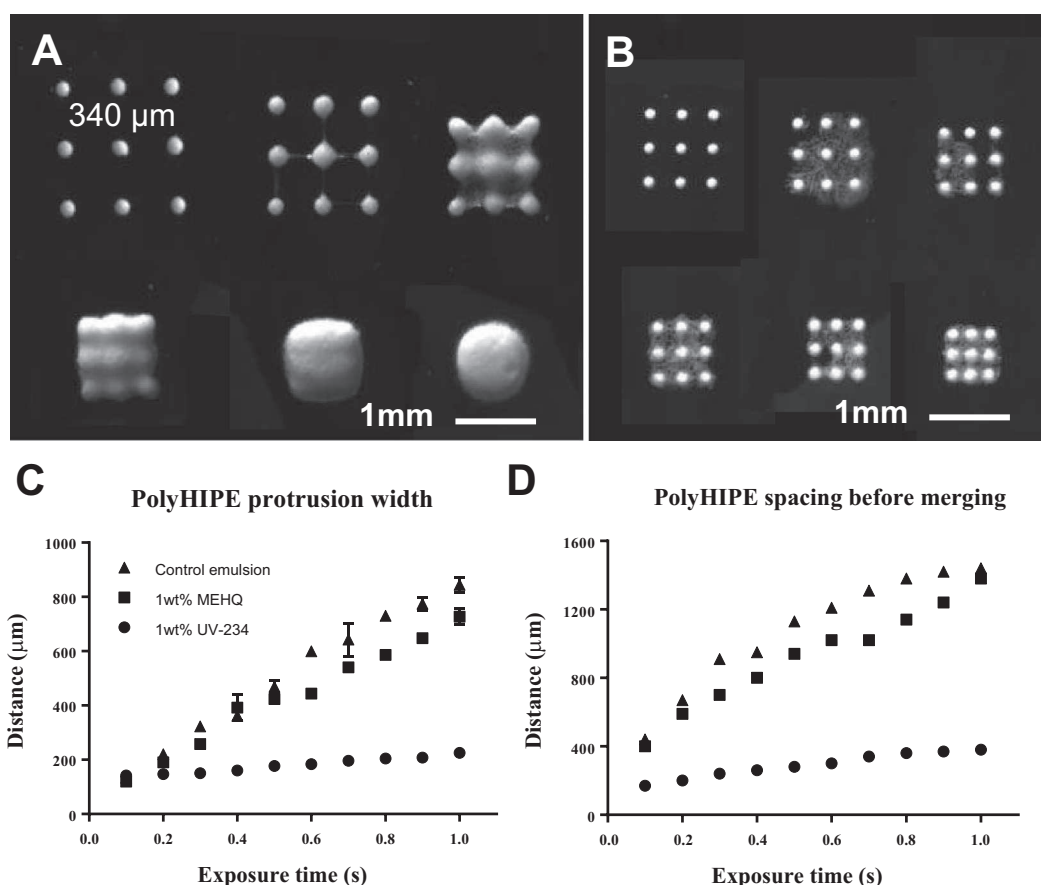 A
340 µm
1mm
B
1mm
C
PolyHIPE protrusion width
1000
800
600
400
200
0
Distance (µm)
Control emulsion
1wt% MEHQ
1wt% UV-234
0.0 0.2 0.4 0.6 0.8 1.0
Exposure time (s)
D
PolyHIPE spacing before merging
1600
1200
800
400
0
Distance (µm)
0.0 0.2 0.4 0.6 0.8 1.0
Exposure time (s)